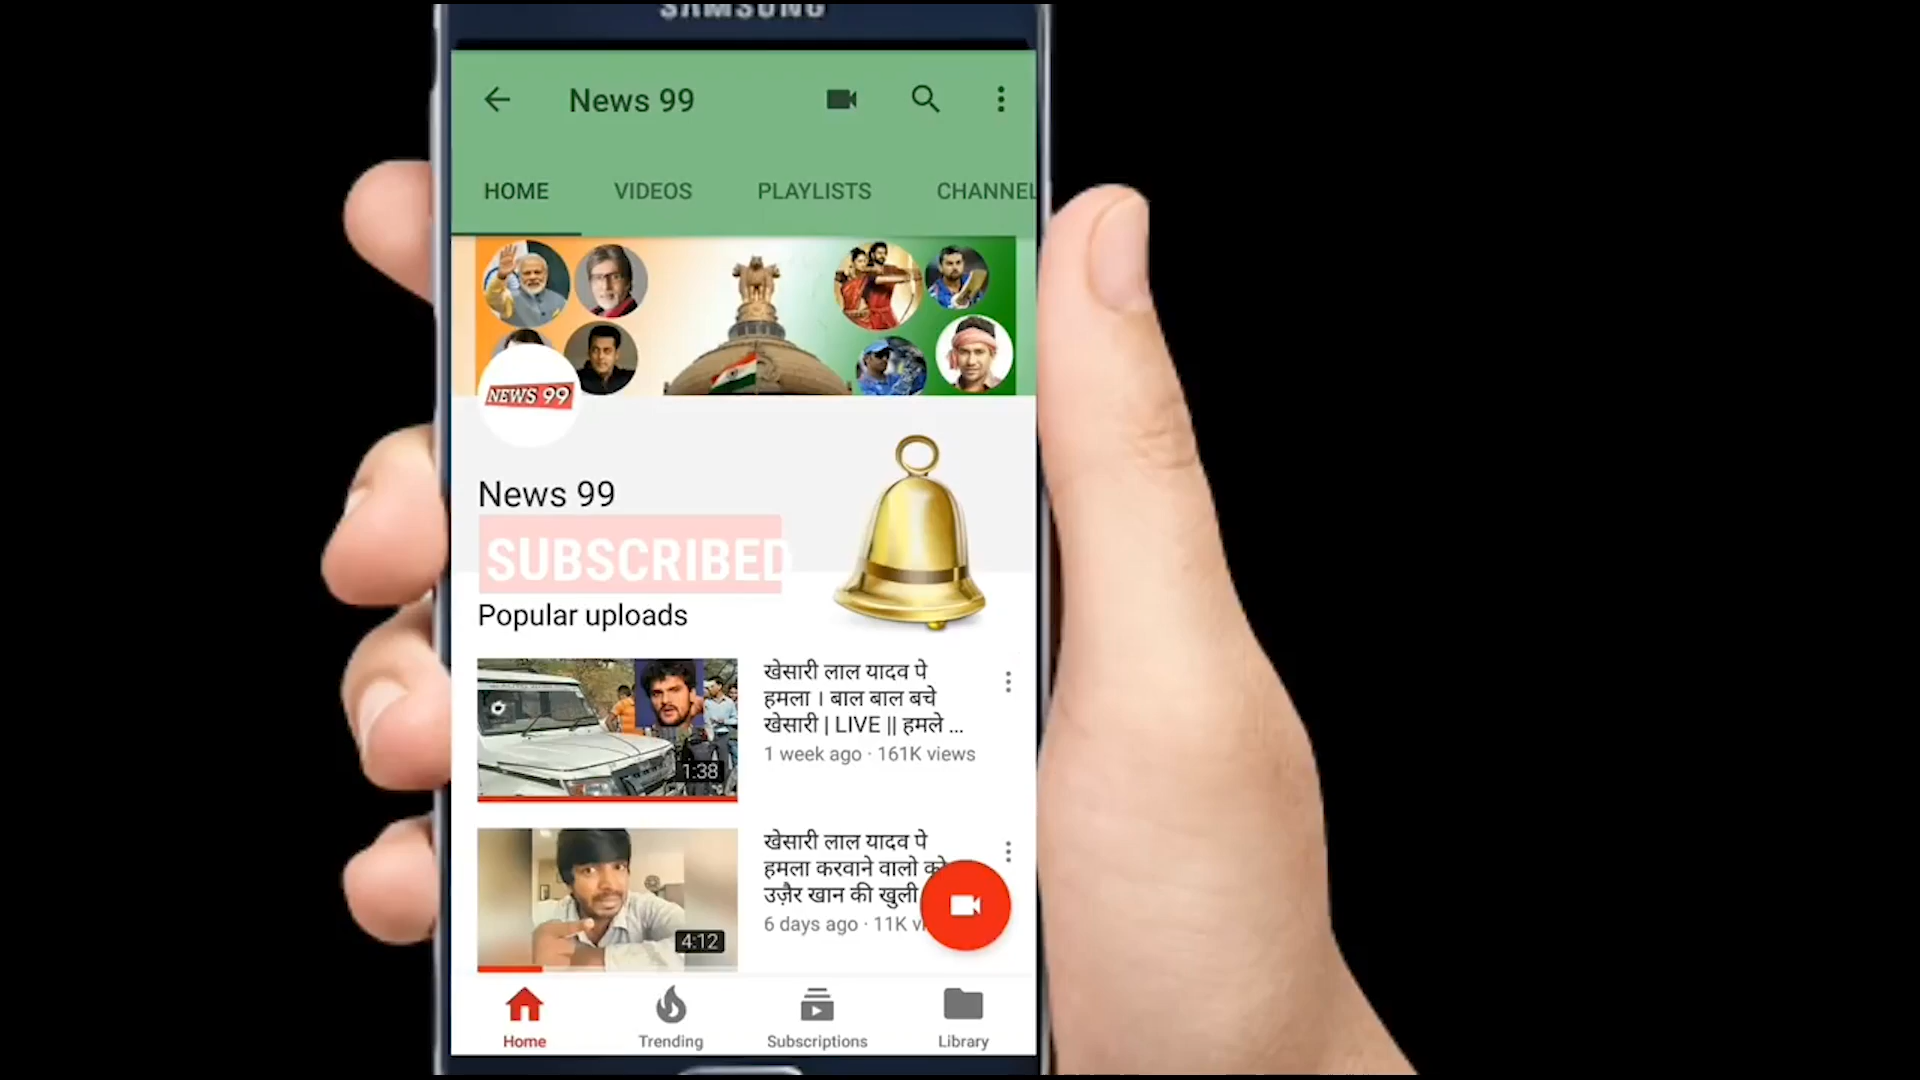 SAMSUNG
News 99
HOME VIDEOS PLAYLISTS CHANNEL
NEWS 99
News 99
SUBSCRIBED
Popular uploads
खेसारी लाल यादव पे
हमला । बाल बाल बचे
खेसारी | LIVE || हमले ...
1 week ago · 161K views
1:38
खेसारी लाल यादव पे
हमला करवाने वालो को
उज़ैर खान की खुली
6 days ago · 11K
4:12
Home Trending Subscriptions Library